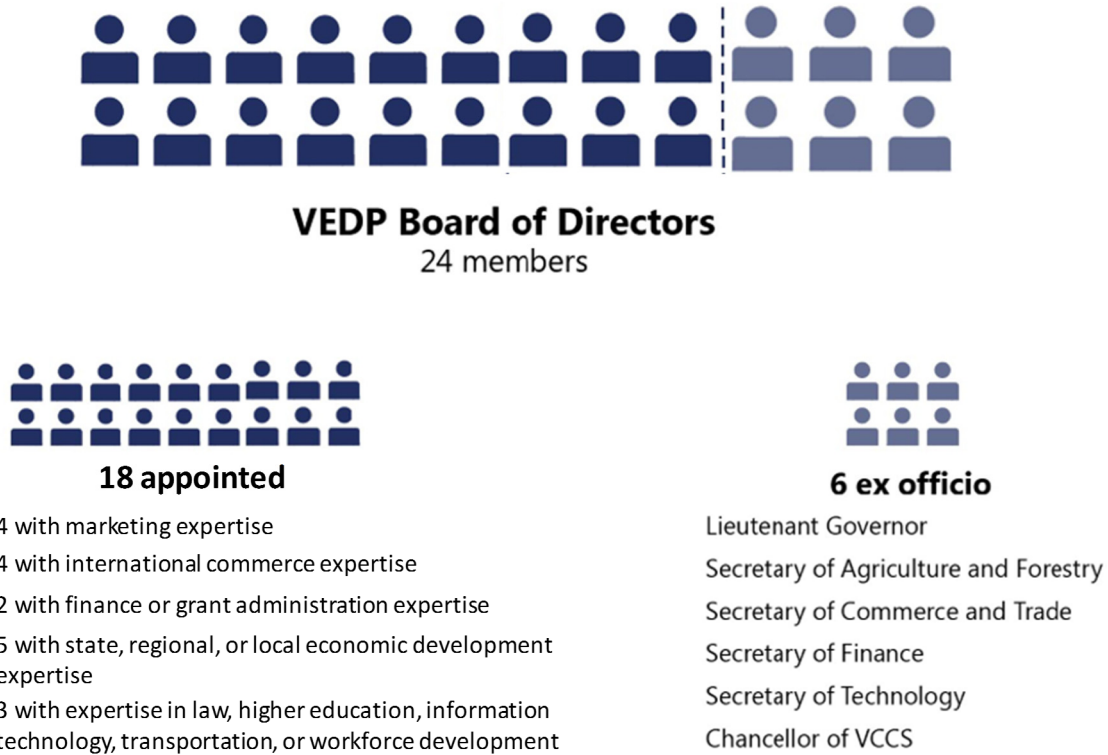 VEDP Board of Directors
24 members
18 appointed
4 with marketing expertise
4 with international commerce expertise
2 with finance or grant administration expertise
5 with state, regional, or local economic development
expertise
3 with expertise in law, higher education, information
technology, transportation, or workforce development
6 ex officio
Lieutenant Governor
Secretary of Agriculture and Forestry
Secretary of Commerce and Trade
Secretary of Finance
Secretary of Technology
Chancellor of VCCS